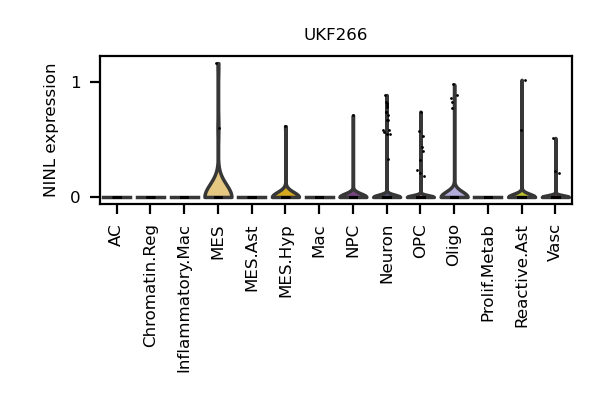 UKF266
NINL expression
1
0
AC
Chromatin.Reg
Inflammatory.Mac
MES
MES.Ast
MES.Hyp
Mac
NPC
Neuron
OPC
Oligo
Prolif.Metab
Reactive.Ast
Vasc